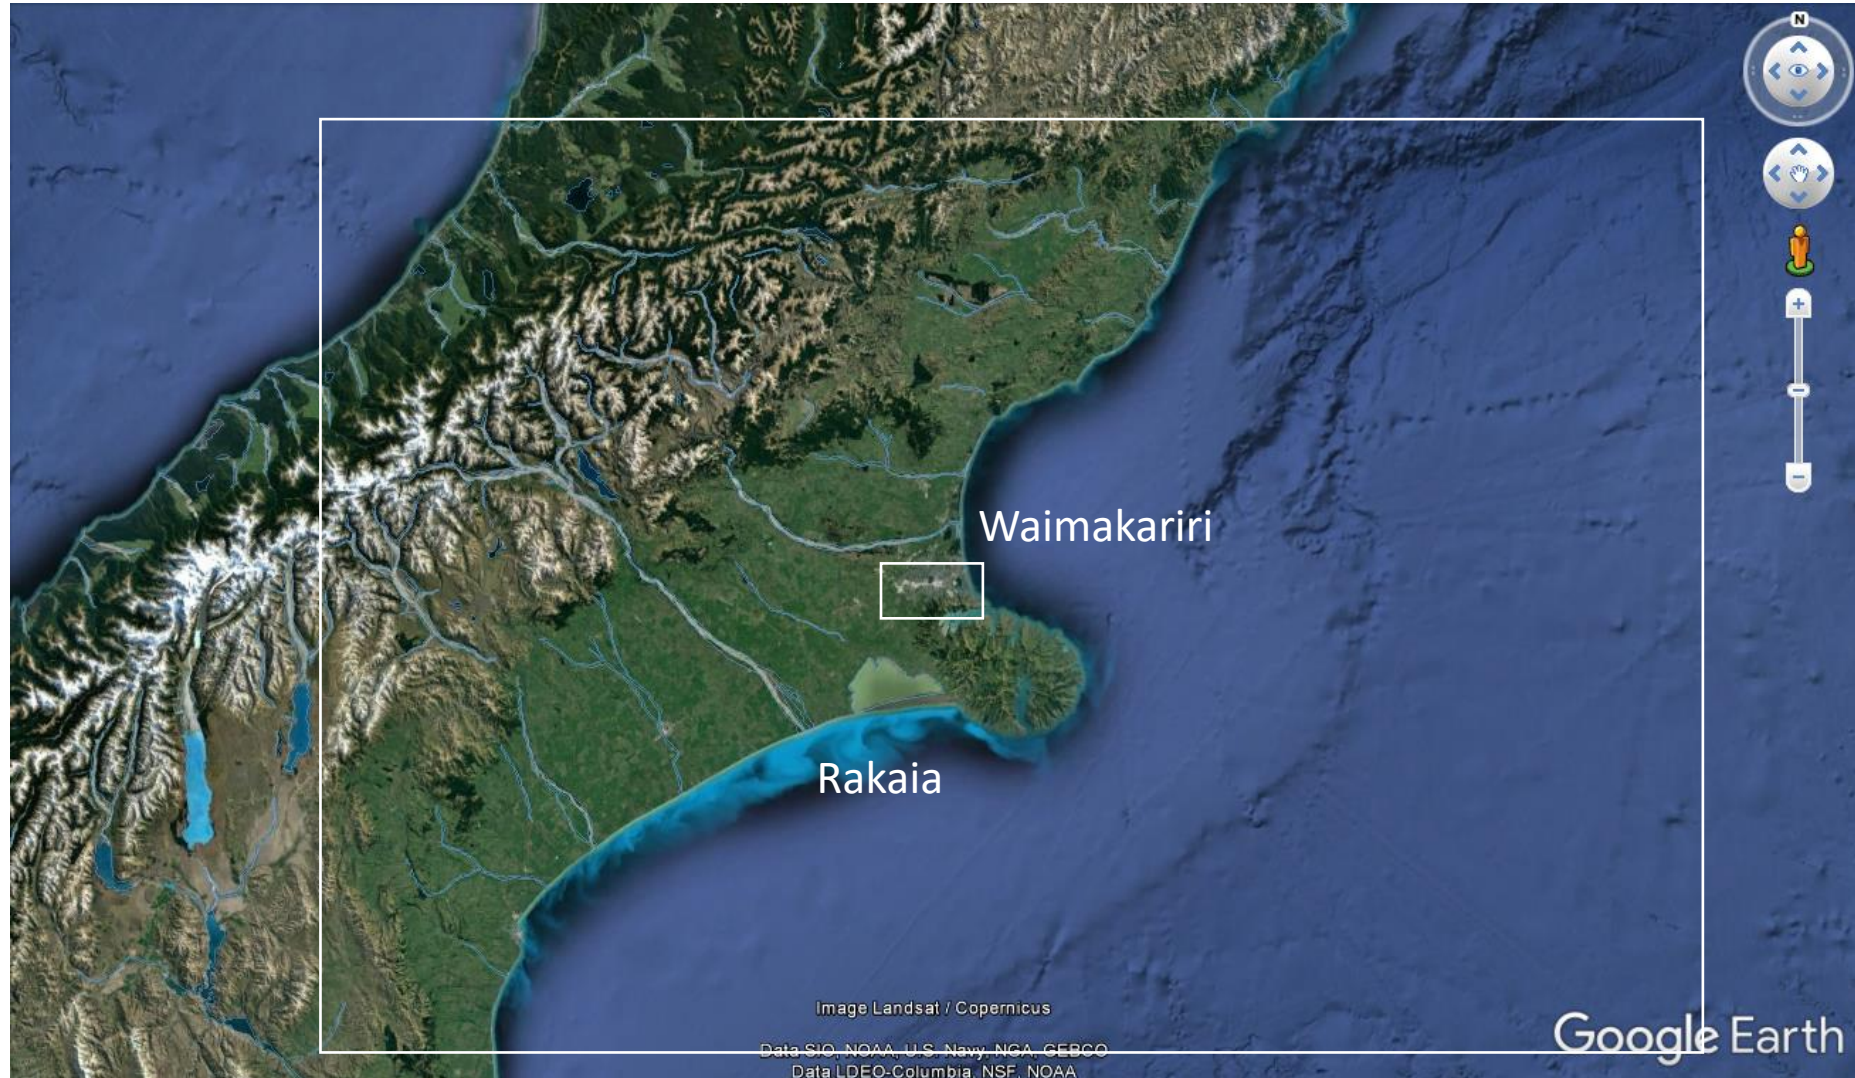 N
Waimakariri
Rakaia
Image Landsat / Copernicus
Data SIO, NOAA, U.S. Navy, NGA, GEBCO
Data LDEO-Columbia, NSF, NOAA
Google Earth